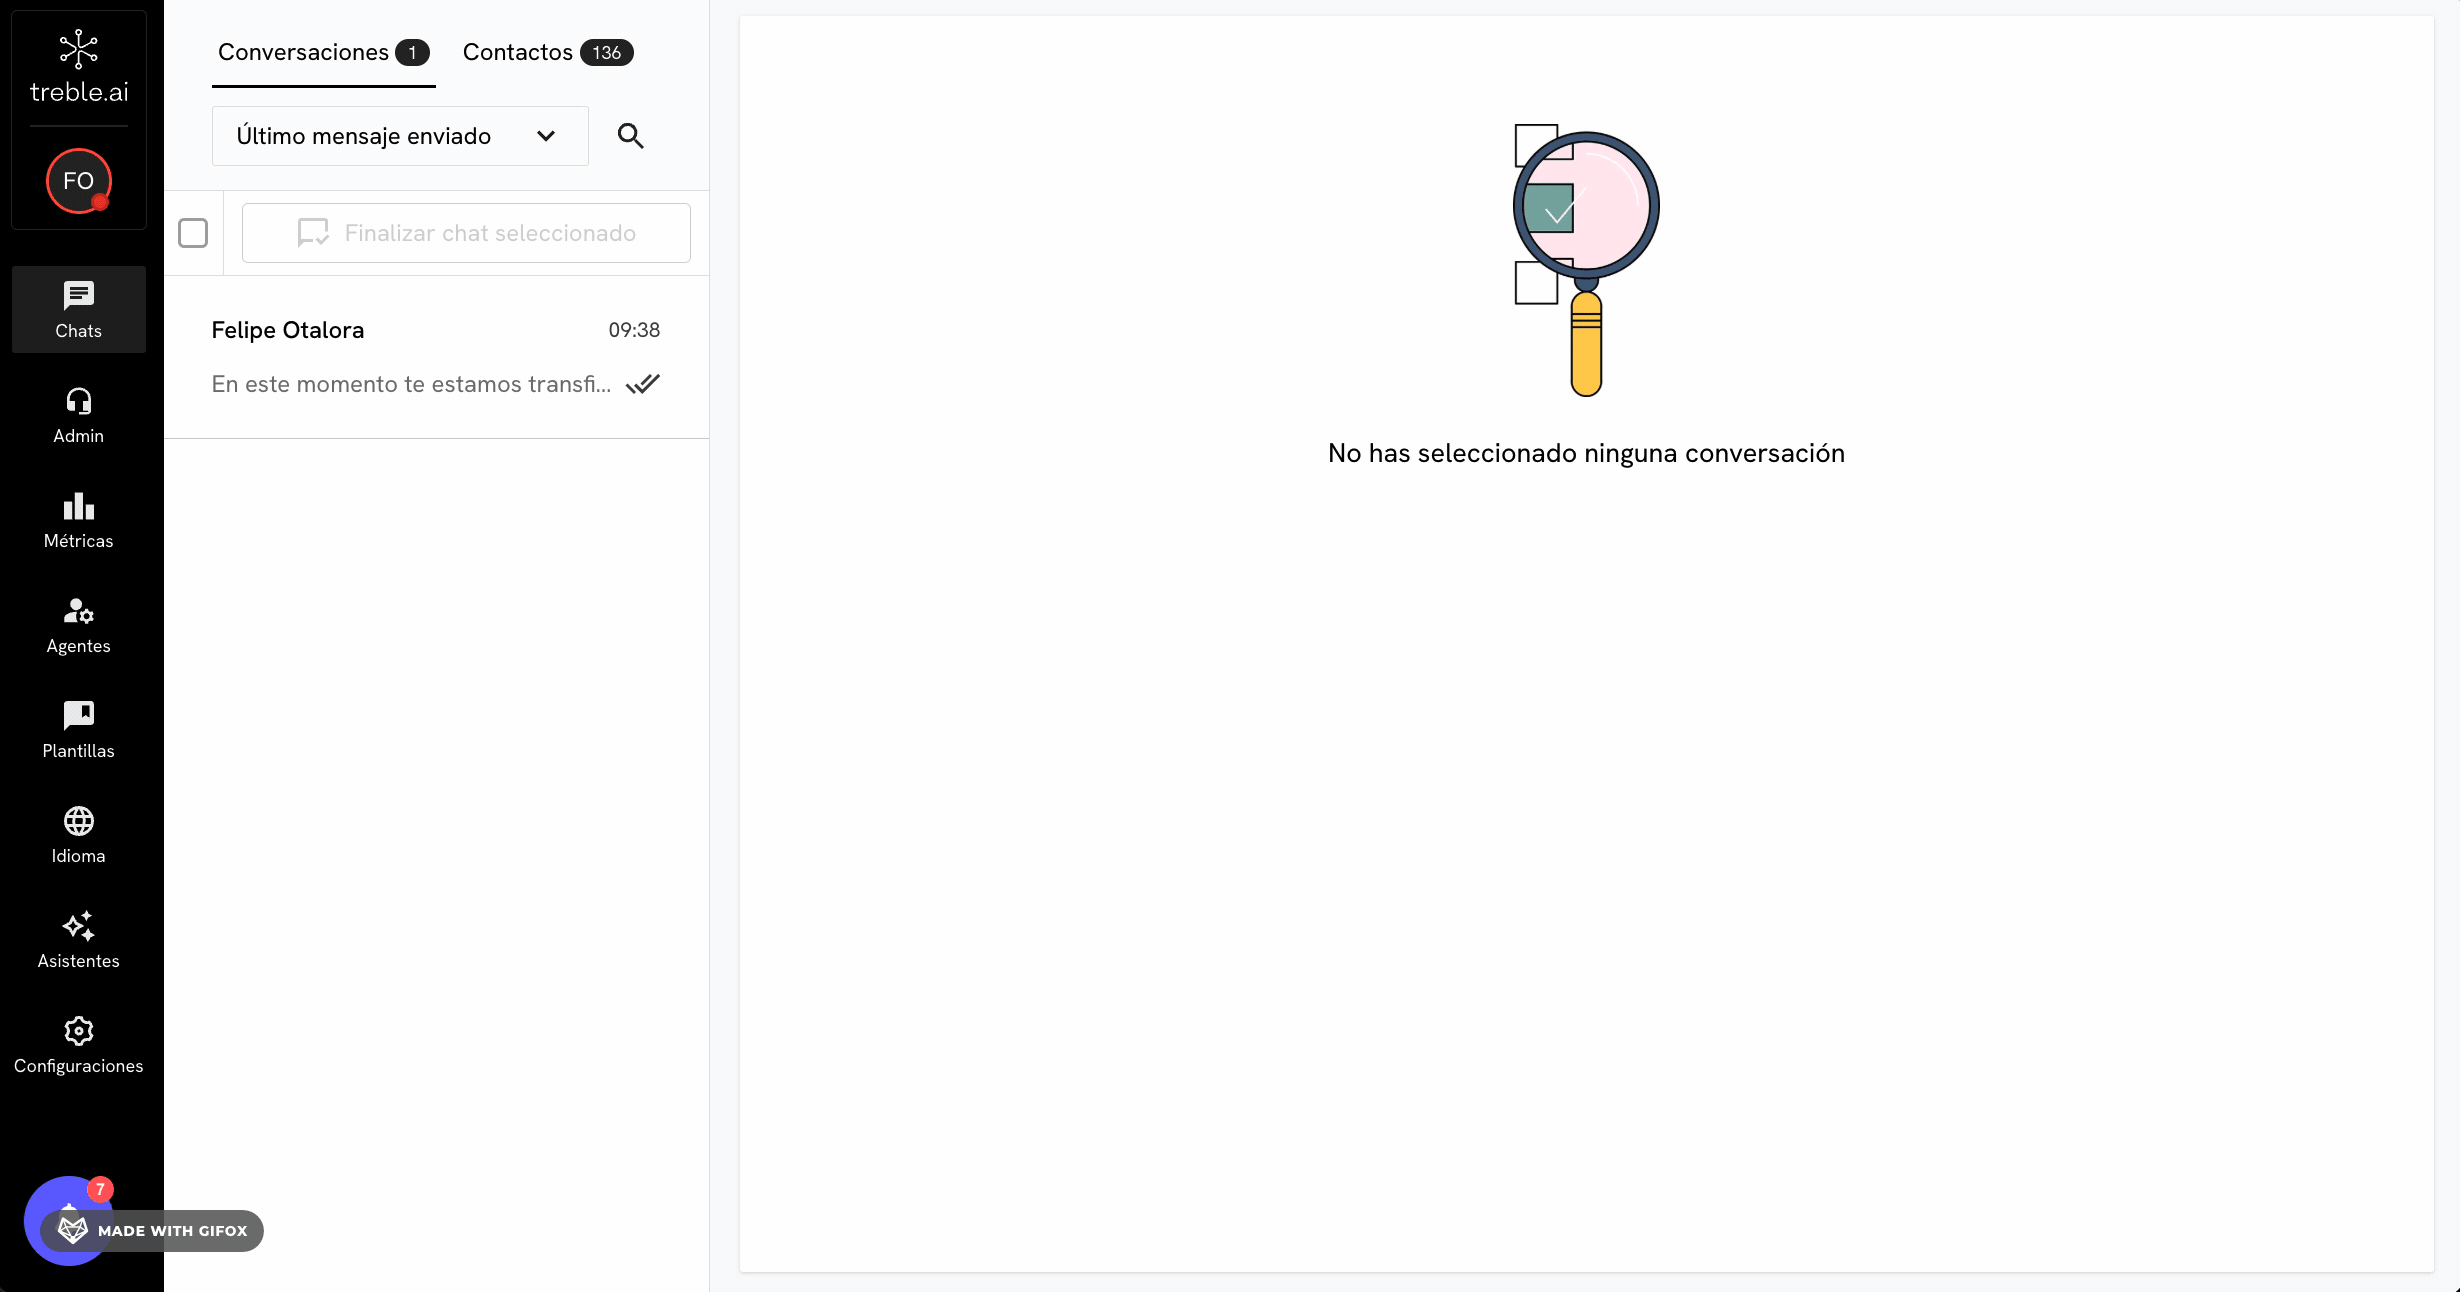 treble.ai
FO
Chats
Admin
Métricas
Agentes
Plantillas
Idioma
Asistentes
Configuraciones
7
MADE WITH GIFOX
Conversaciones 1 Contactos 136
Último mensaje enviado
Finalizar chat seleccionado
Felipe Otalora 09:38
En este momento te estamos transfi...
No has seleccionado ninguna conversación